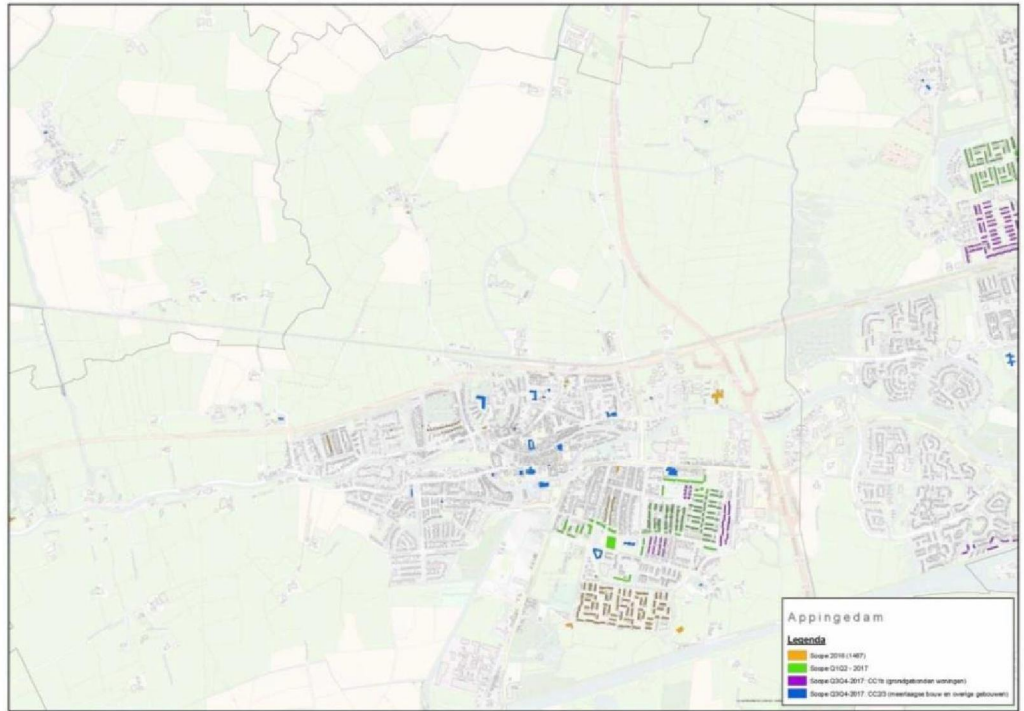 Appingedam
Legenda
Scope 2016 (1467)
Scope Q1Q2 - 2017
Scope Q3Q4-2017: CC1b (grondgebonden woningen)
Scope Q3Q4-2017: CC2/3 (meerlaagse bouw en overige gebouwen)